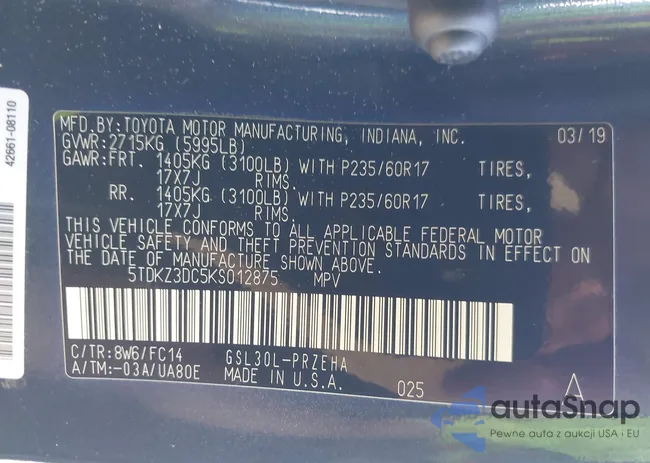 42661-08110
MFD.BY:TOYOTA MOTOR MANUFACTURING, INDIANA, INC. 03/19
GVWR:2715KG (5995LB)
GAWR:FRT. 1405KG (3100LB) WITH P235/60R17 TIRES,
17X7J RIMS.
RR. 1405KG (3100LB) WITH P235/60R17 TIRES,
17X7J RIMS.
THIS VEHICLE CONFORMS TO ALL APPLICABLE FEDERAL MOTOR
VEHICLE SAFETY AND THEFT PREVENTION STANDARDS IN EFFECT ON
THE DATE OF MANUFACTURE SHOWN ABOVE.
5TDKZ3DC5KS012875 MPV
C/TR:8W6/FC14 GSL30L-PRZEHA
A/TM:-03A/UA80E MADE IN U.S.A. 025
A
autaSnap
Pewne auta z aukcji USA i EU